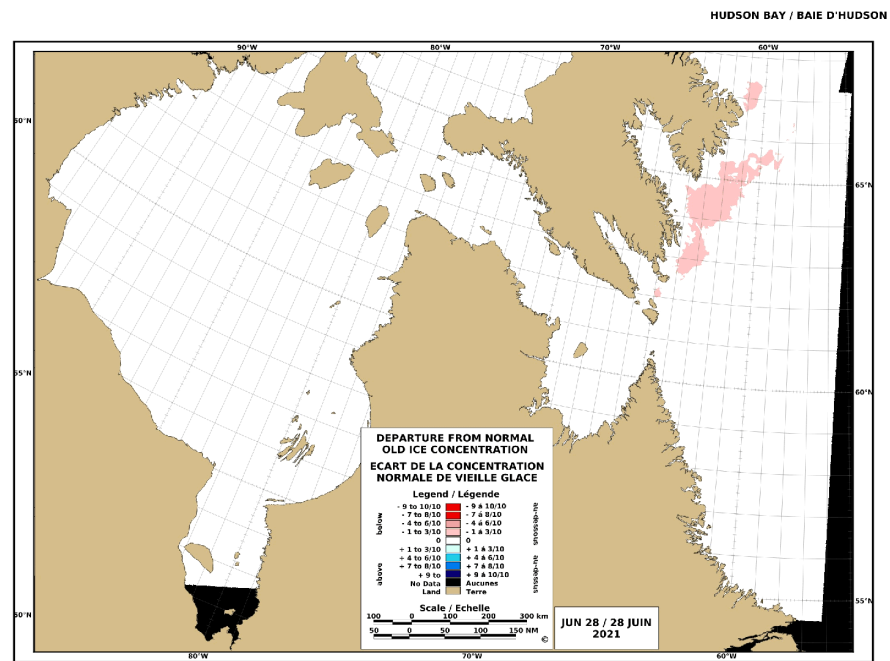 HUDSON BAY / BAIE D'HUDSON
90°W 80°W 70°W 60°W
60°N
65°N
55°N
60°N
50°N
55°N
80°W 70°W 60°W
DEPARTURE FROM NORMAL
OLD ICE CONCENTRATION
ECART DE LA CONCENTRATION
NORMALE DE VIEILLE GLACE
Legend / Légende
below
au-dessous
- 9 to 10/10 - 9 á 10/10
- 7 to 8/10 - 7 á 8/10
- 4 to 6/10 - 4 á 6/10
- 1 to 3/10 - 1 á 3/10
0 0
above
au-dessus
+ 1 to 3/10 + 1 á 3/10
+ 4 to 6/10 + 4 á 6/10
+ 7 to 8/10 + 7 á 8/10
+ 9 to + 9 á 10/10
No Data Aucunes
Land Terre
Scale / Echelle
100 0 100 200 300 km
50 0 50 100 150 NM
©
JUN 28 / 28 JUIN
2021